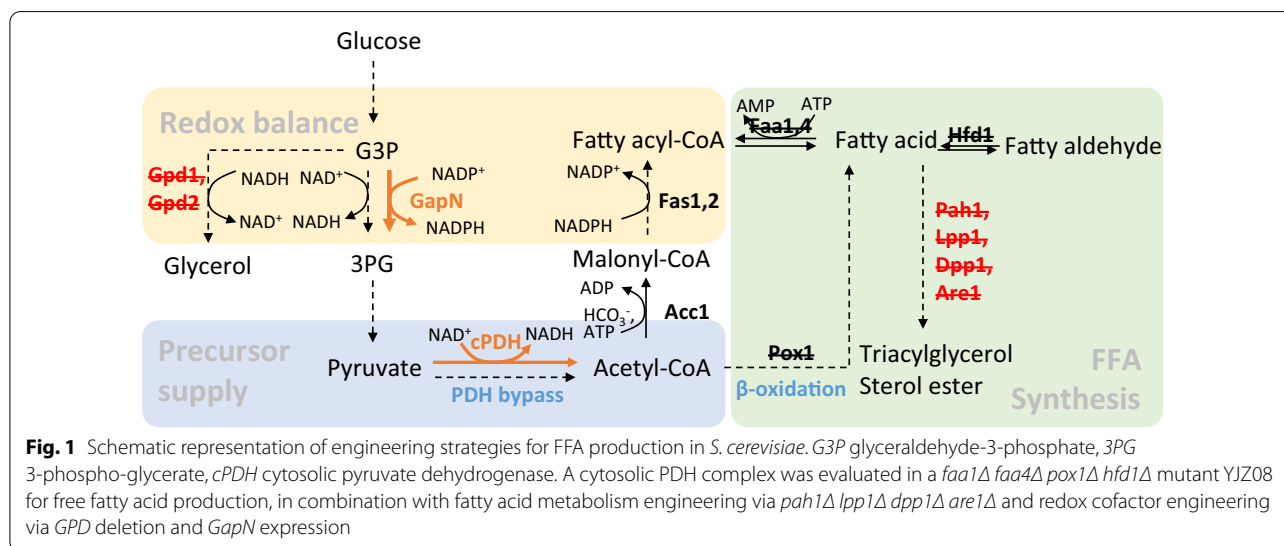 Glucose
Redox balance
G3P
Gpd1,
Gpd2
NADH
NAD⁺
NAD⁺
NADH
NADP⁺
GapN
NADPH
Glycerol
3PG
Fatty acyl-CoA
NADP⁺
NADPH
Fas1,2
Malonyl-CoA
ADP
HCO₃⁻,
ATP
Acc1
Precursor
supply
Pyruvate
NAD⁺
cPDH
NADH
PDH bypass
Acetyl-CoA
AMP
ATP
Faa1,4
Fatty acid
Hfd1
Fatty aldehyde
Pah1,
Lpp1,
Dpp1,
Are1
Pox1
β-oxidation
Triacylglycerol
Sterol ester
FFA
Synthesis
Fig. 1 Schematic representation of engineering strategies for FFA production in S. cerevisiae. G3P glyceraldehyde-3-phosphate, 3PG
3-phospho-glycerate, cPDH cytosolic pyruvate dehydrogenase. A cytosolic PDH complex was evaluated in a faa1Δ faa4Δ pox1Δ hfd1Δ mutant YJZ08
for free fatty acid production, in combination with fatty acid metabolism engineering via pah1Δ lpp1Δ dpp1Δ are1Δ and redox cofactor engineering
via GPD deletion and GapN expression